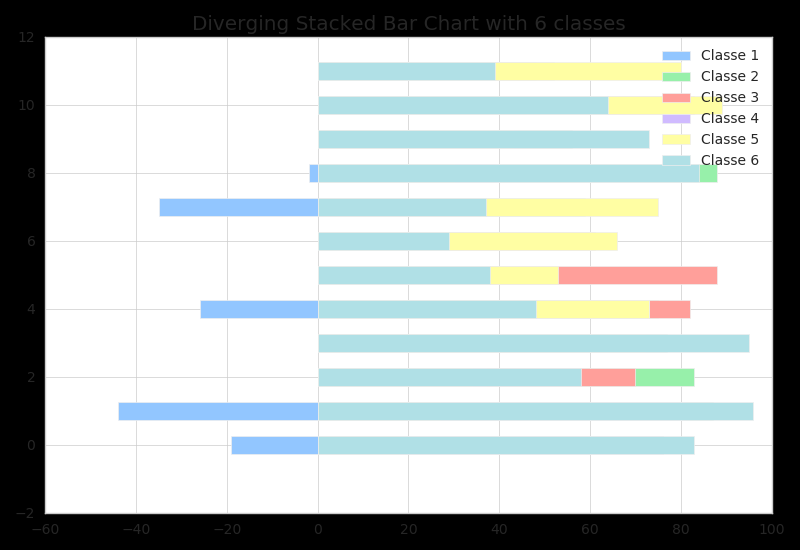 Diverging Stacked Bar Chart with 6 classes
12
10
8
6
4
2
0
−2
−60 −40 −20 0 20 40 60 80 100
Classe 1
Classe 2
Classe 3
Classe 4
Classe 5
Classe 6